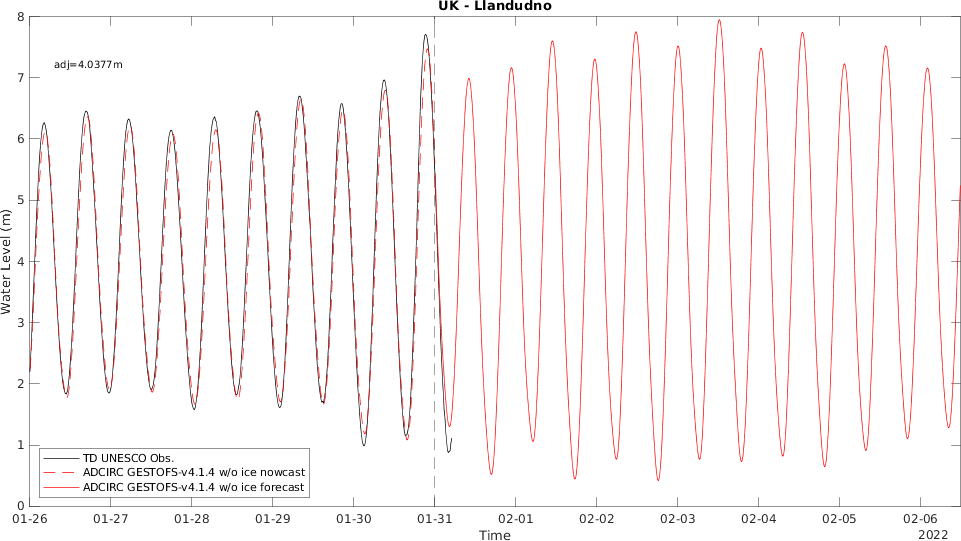 UK - Llandudno
adj=4.0377m
Water Level (m)
8
7
6
5
4
3
2
1
0
TD UNESCO Obs.
ADCIRC GESTOFS-v4.1.4 w/o ice nowcast
ADCIRC GESTOFS-v4.1.4 w/o ice forecast
01-26 01-27 01-28 01-29 01-30 01-31 02-01 02-02 02-03 02-04 02-05 02-06
Time
2022